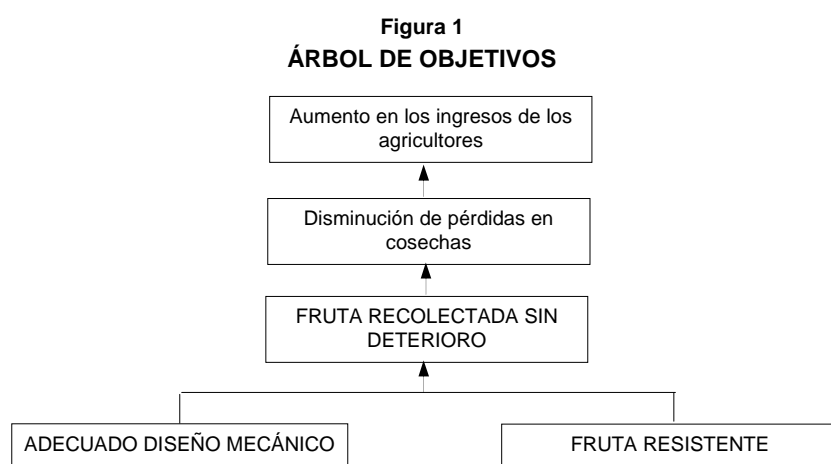 Figura 1
ÁRBOL DE OBJETIVOS
Aumento en los ingresos de los
agricultores
Disminución de pérdidas en
cosechas
FRUTA RECOLECTADA SIN
DETERIORO
ADECUADO DISEÑO MECÁNICO
FRUTA RESISTENTE